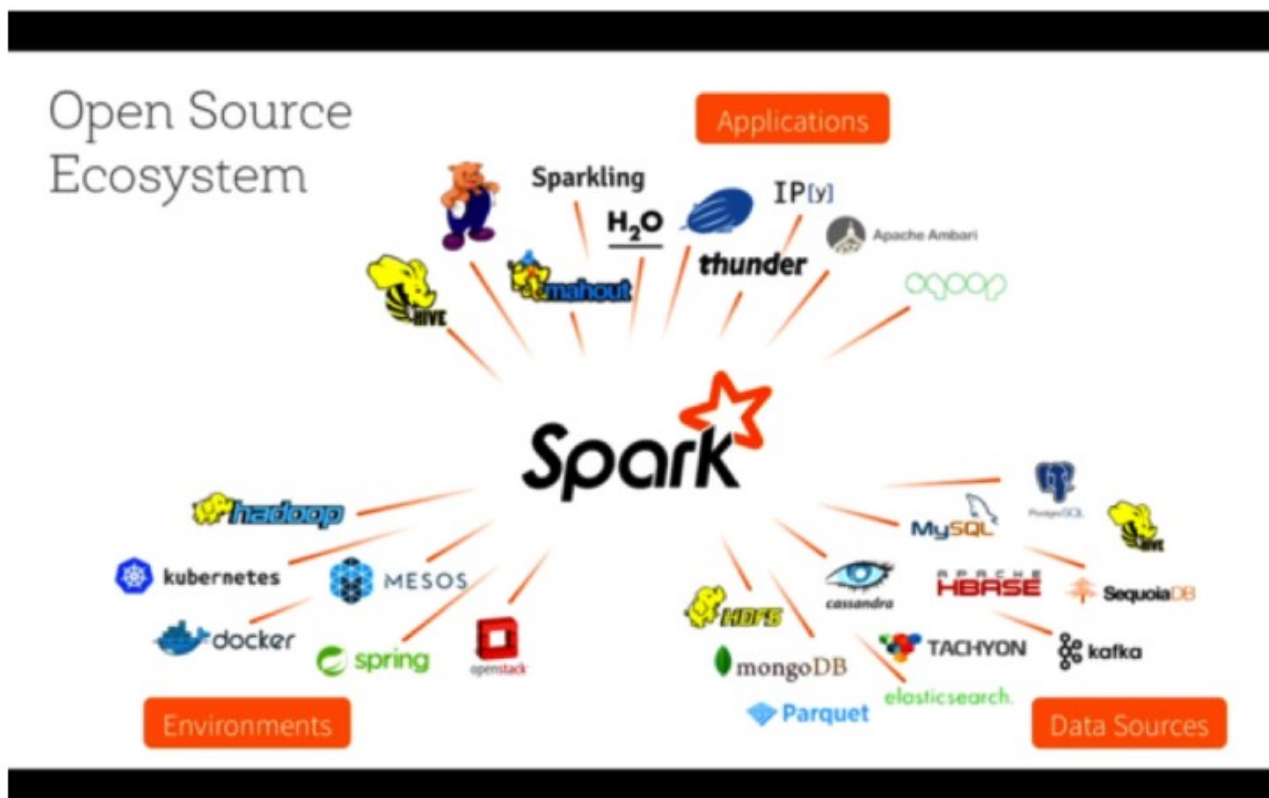 Open Source
Ecosystem
Applications
Sparkling
H₂O
IP[y]
Apache Ambari
thunder
mahout
HIVE
oqoop
Spark
hadoop
kubernetes
MESOS
docker
spring
openstack
Environments
PostgreSQL
MySQL
HIVE
cassandra
APACHE
HBASE
SequoiaDB
HDFS
TACHYON
kafka
mongoDB
elasticsearch.
Parquet
Data Sources